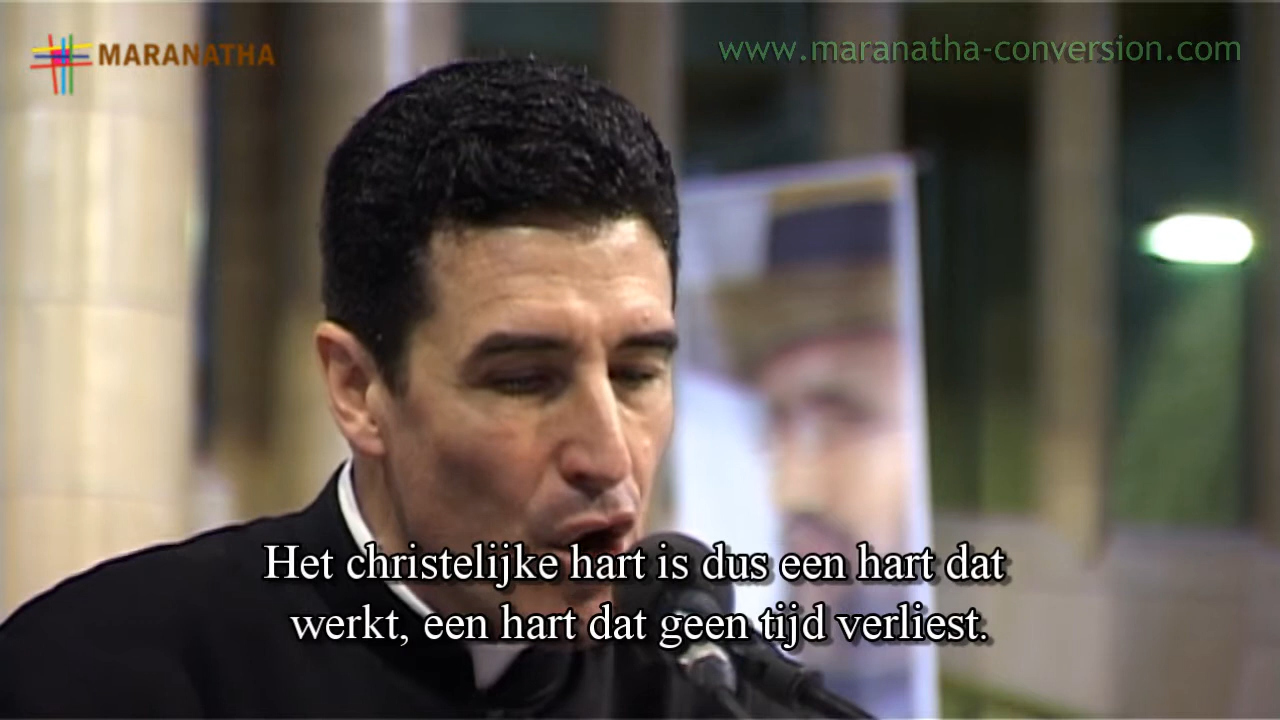 MARANATHA
www.maranatha-conversion.com
Het christelijke hart is dus een hart dat
werkt, een hart dat geen tijd verliest.